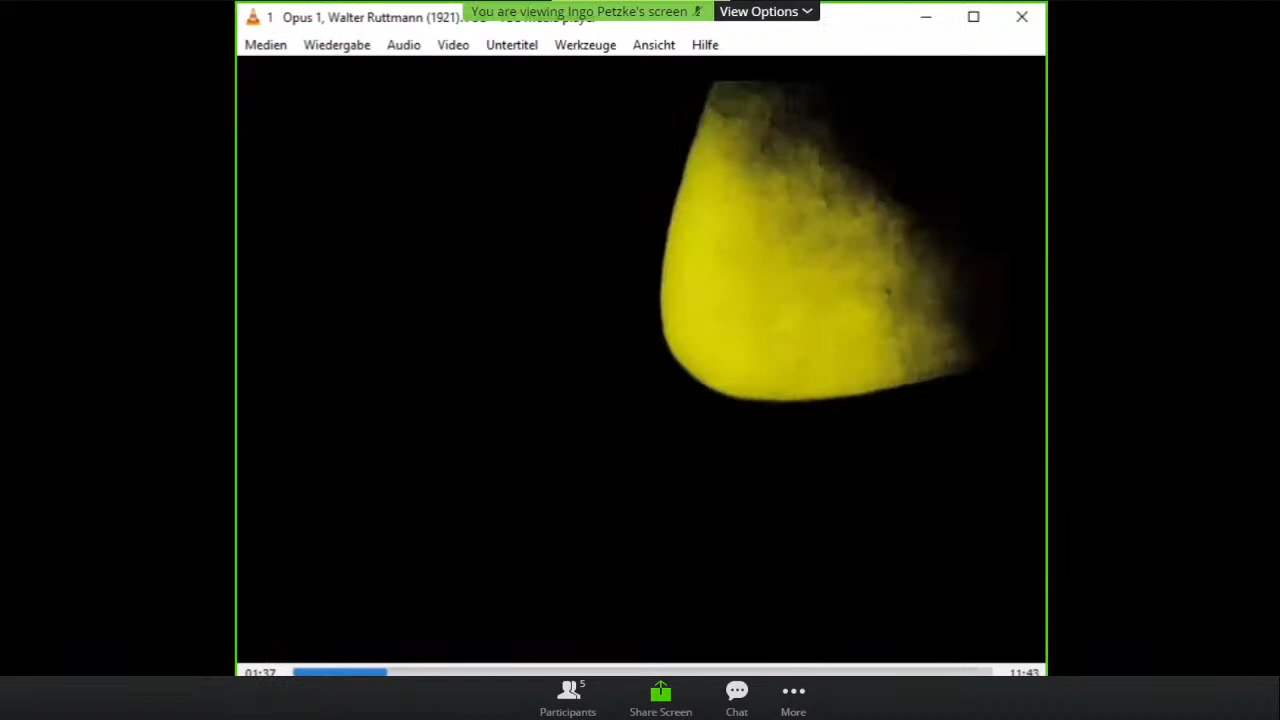 1 Opus 1, Walter Ruttmann (1921).
You are viewing Ingo Petzke's screen
View Options
Medien Wiedergabe Audio Video Untertitel Werkzeuge Ansicht Hilfe
01:37 11:43
5
Participants Share Screen Chat More